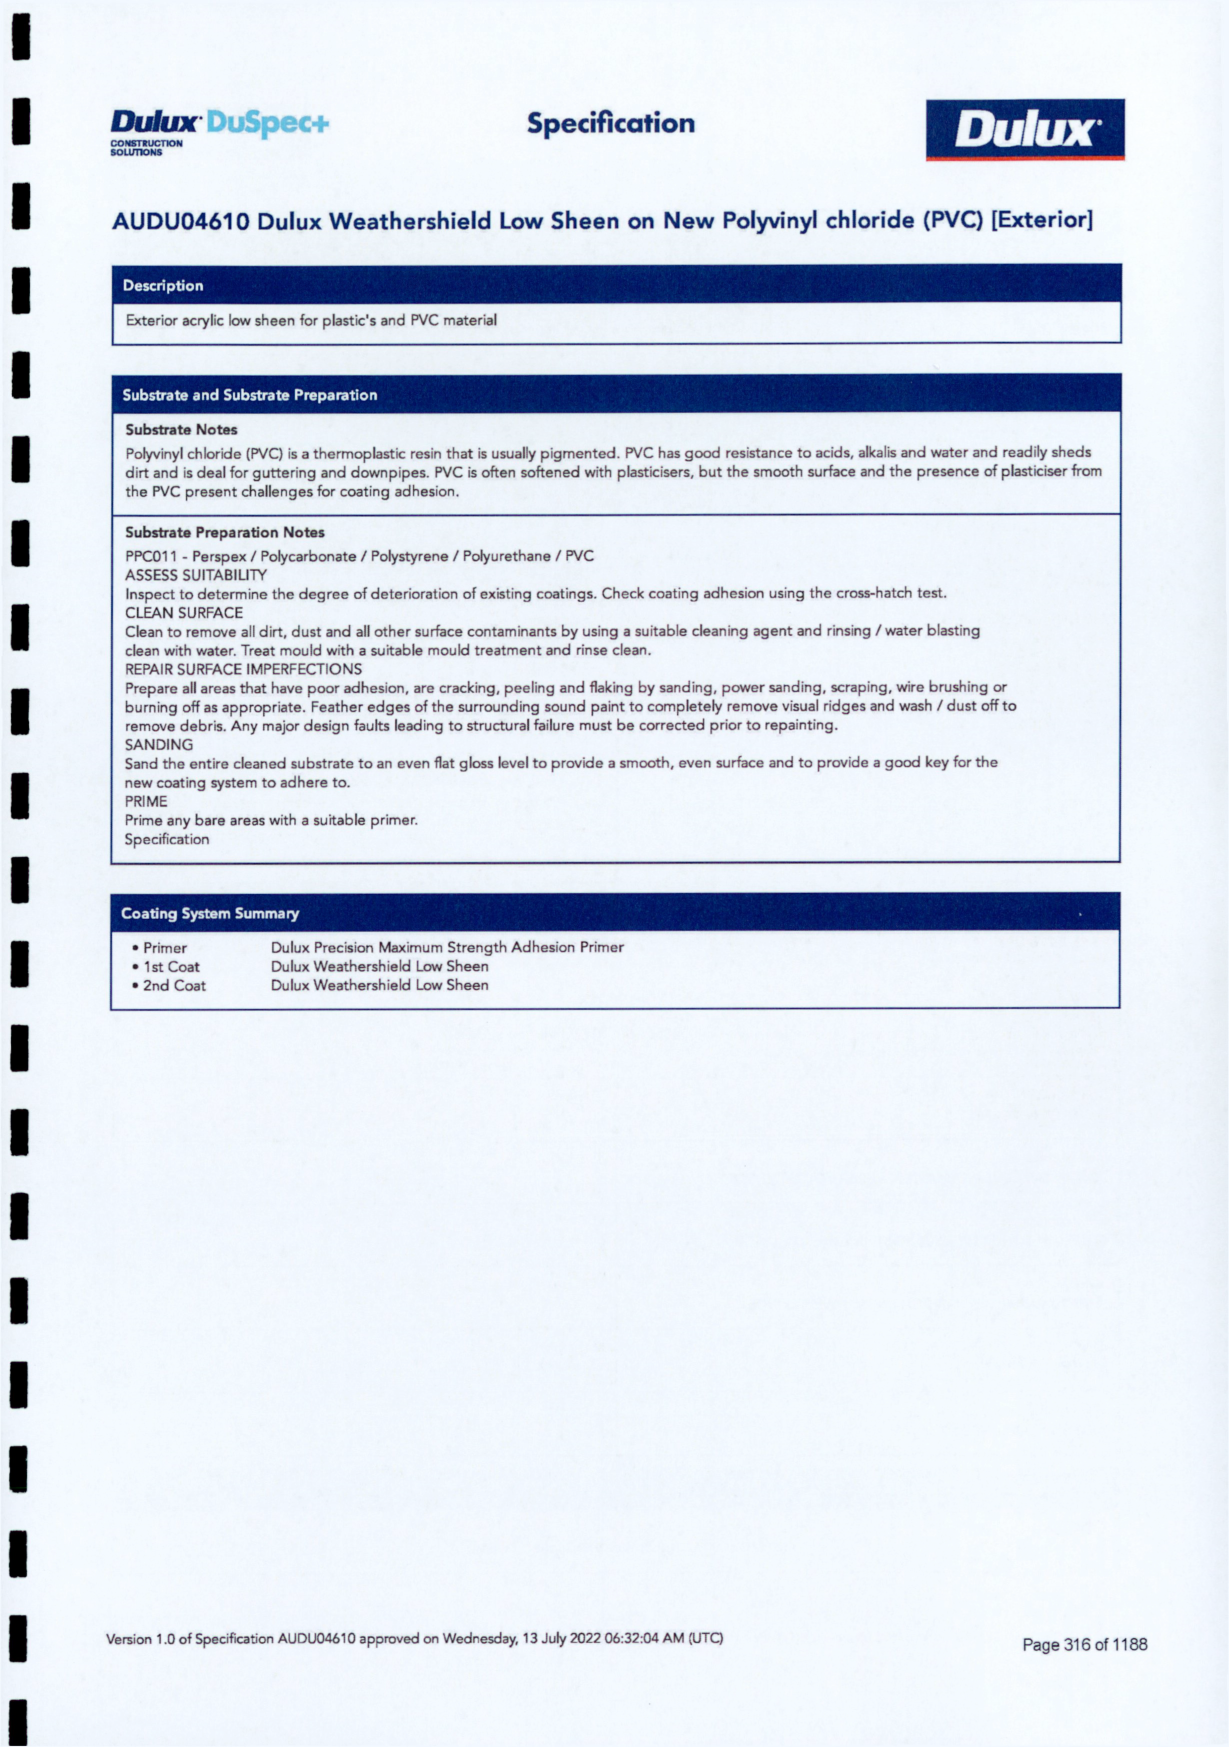 Dulux DuSpec+
CONSTRUCTION
SOLUTIONS
Specification
Dulux
AUDU04610 Dulux Weathershield Low Sheen on New Polyvinyl chloride (PVC) [Exterior]
Description
Exterior acrylic low sheen for plastic's and PVC material
Substrate and Substrate Preparation
Substrate Notes
Polyvinyl chloride (PVC) is a thermoplastic resin that is usually pigmented. PVC has good resistance to acids, alkalis and water and readily sheds
dirt and is deal for guttering and downpipes. PVC is often softened with plasticisers, but the smooth surface and the presence of plasticiser from
the PVC present challenges for coating adhesion.
Substrate Preparation Notes
PPC011 - Perspex / Polycarbonate / Polystyrene / Polyurethane / PVC
ASSESS SUITABILITY
Inspect to determine the degree of deterioration of existing coatings. Check coating adhesion using the cross-hatch test.
CLEAN SURFACE
Clean to remove all dirt, dust and all other surface contaminants by using a suitable cleaning agent and rinsing / water blasting
clean with water. Treat mould with a suitable mould treatment and rinse clean.
REPAIR SURFACE IMPERFECTIONS
Prepare all areas that have poor adhesion, are cracking, peeling and flaking by sanding, power sanding, scraping, wire brushing or
burning off as appropriate. Feather edges of the surrounding sound paint to completely remove visual ridges and wash / dust off to
remove debris. Any major design faults leading to structural failure must be corrected prior to repainting.
SANDING
Sand the entire cleaned substrate to an even flat gloss level to provide a smooth, even surface and to provide a good key for the
new coating system to adhere to.
PRIME
Prime any bare areas with a suitable primer.
Specification
Coating System Summary
• Primer Dulux Precision Maximum Strength Adhesion Primer
• 1st Coat Dulux Weathershield Low Sheen
• 2nd Coat Dulux Weathershield Low Sheen
Version 1.0 of Specification AUDU04610 approved on Wednesday, 13 July 2022 06:32:04 AM (UTC)
Page 316 of 1188